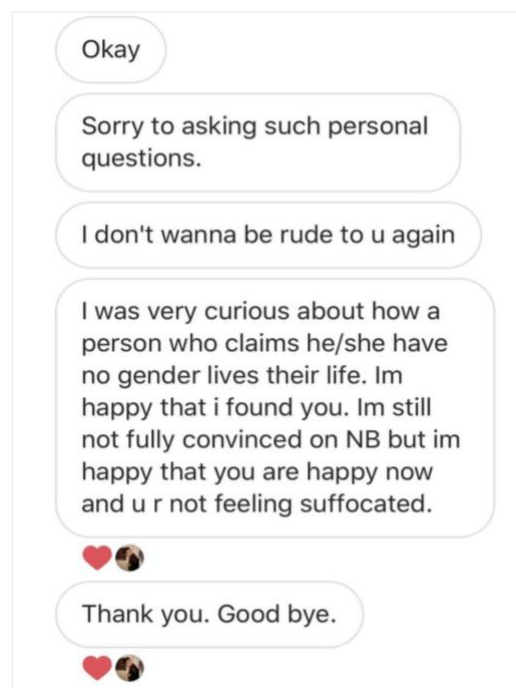 Okay
Sorry to asking such personal
questions.
I don't wanna be rude to u again
I was very curious about how a
person who claims he/she have
no gender lives their life. Im
happy that i found you. Im still
not fully convinced on NB but im
happy that you are happy now
and u r not feeling suffocated.
Thank you. Good bye.